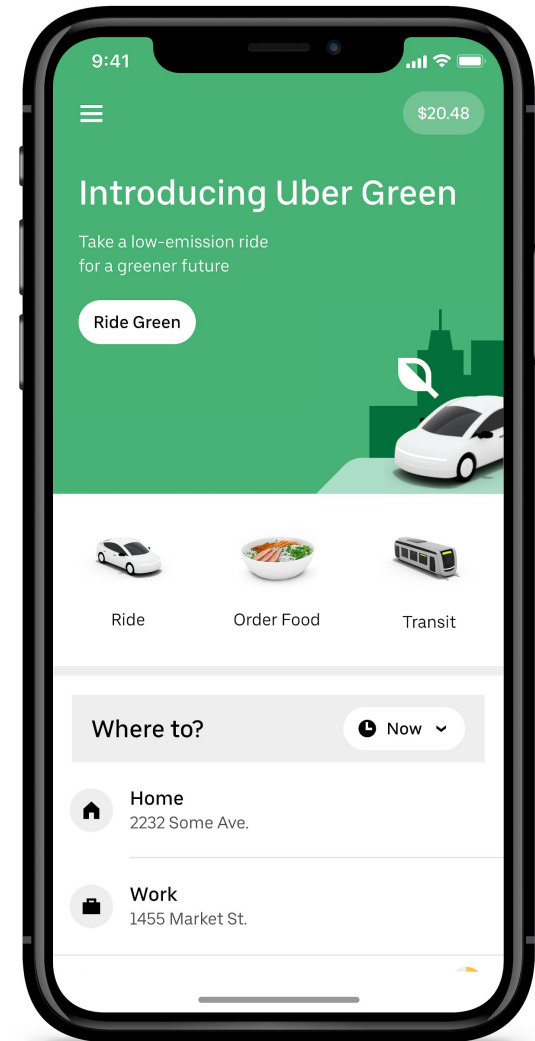 9:41
$20.48
Introducing Uber Green
Take a low-emission ride
for a greener future
Ride Green
Ride
Order Food
Transit
Where to?
Now
Home
2232 Some Ave.
Work
1455 Market St.